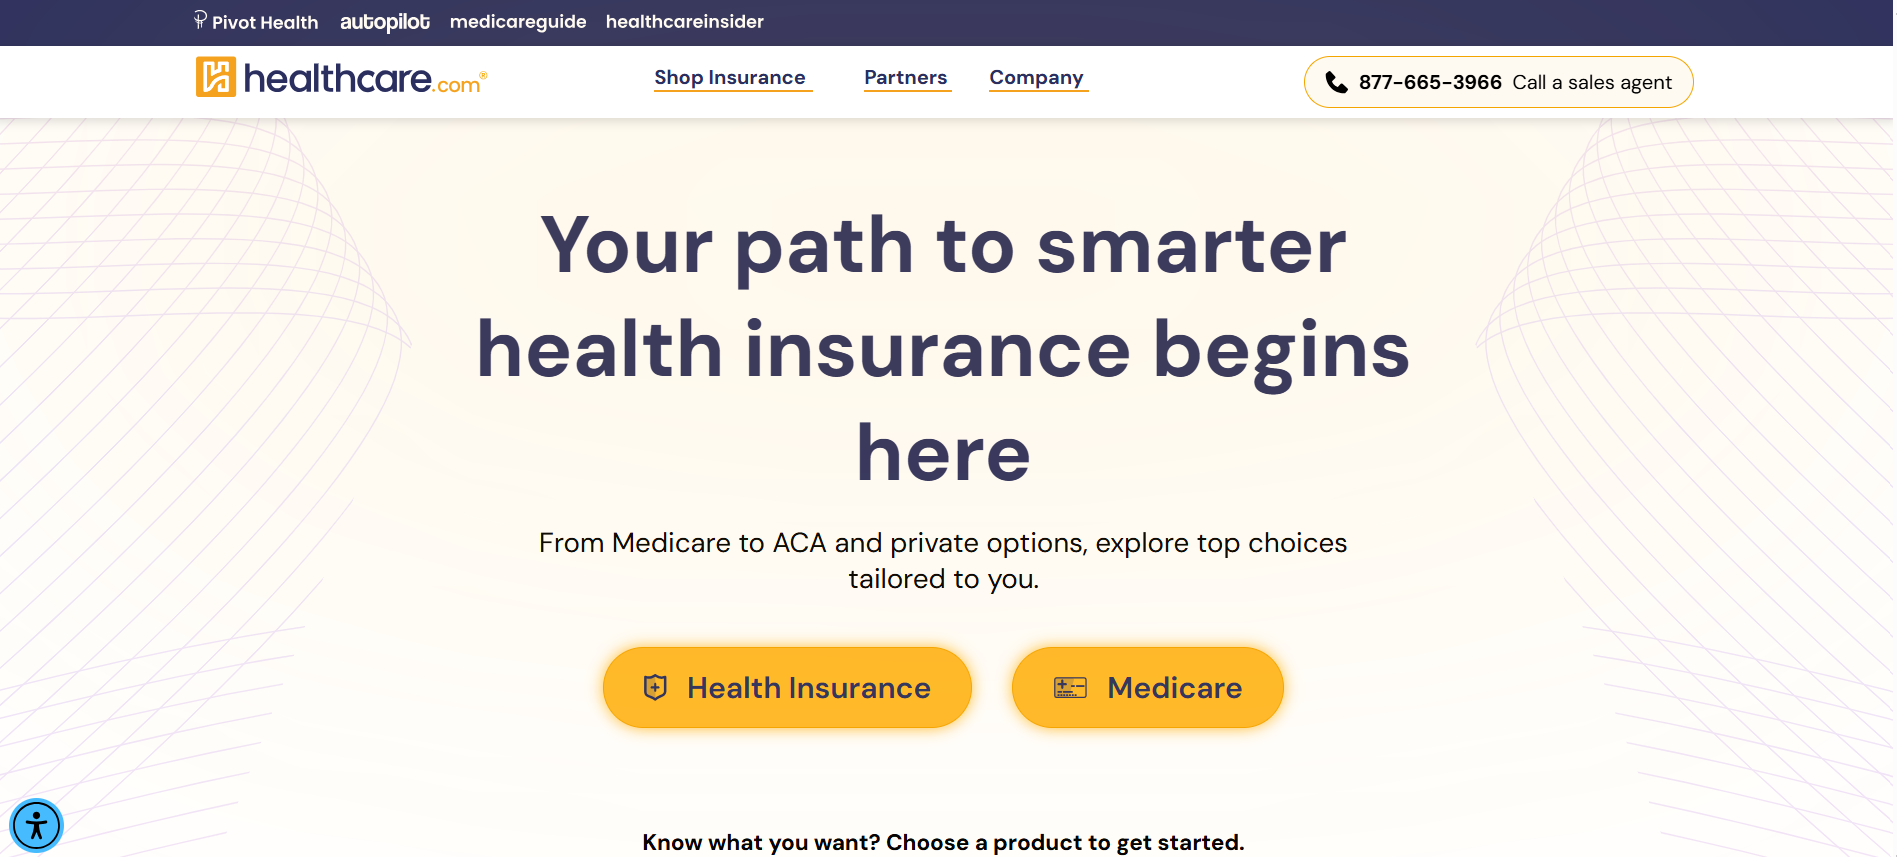 Pivot Health autopilot medicareguide healthcareinsider
healthcare.com® Shop Insurance Partners Company 877-665-3966 Call a sales agent
Your path to smarter
health insurance begins
here
From Medicare to ACA and private options, explore top choices
tailored to you.
Health Insurance Medicare
Know what you want? Choose a product to get started.